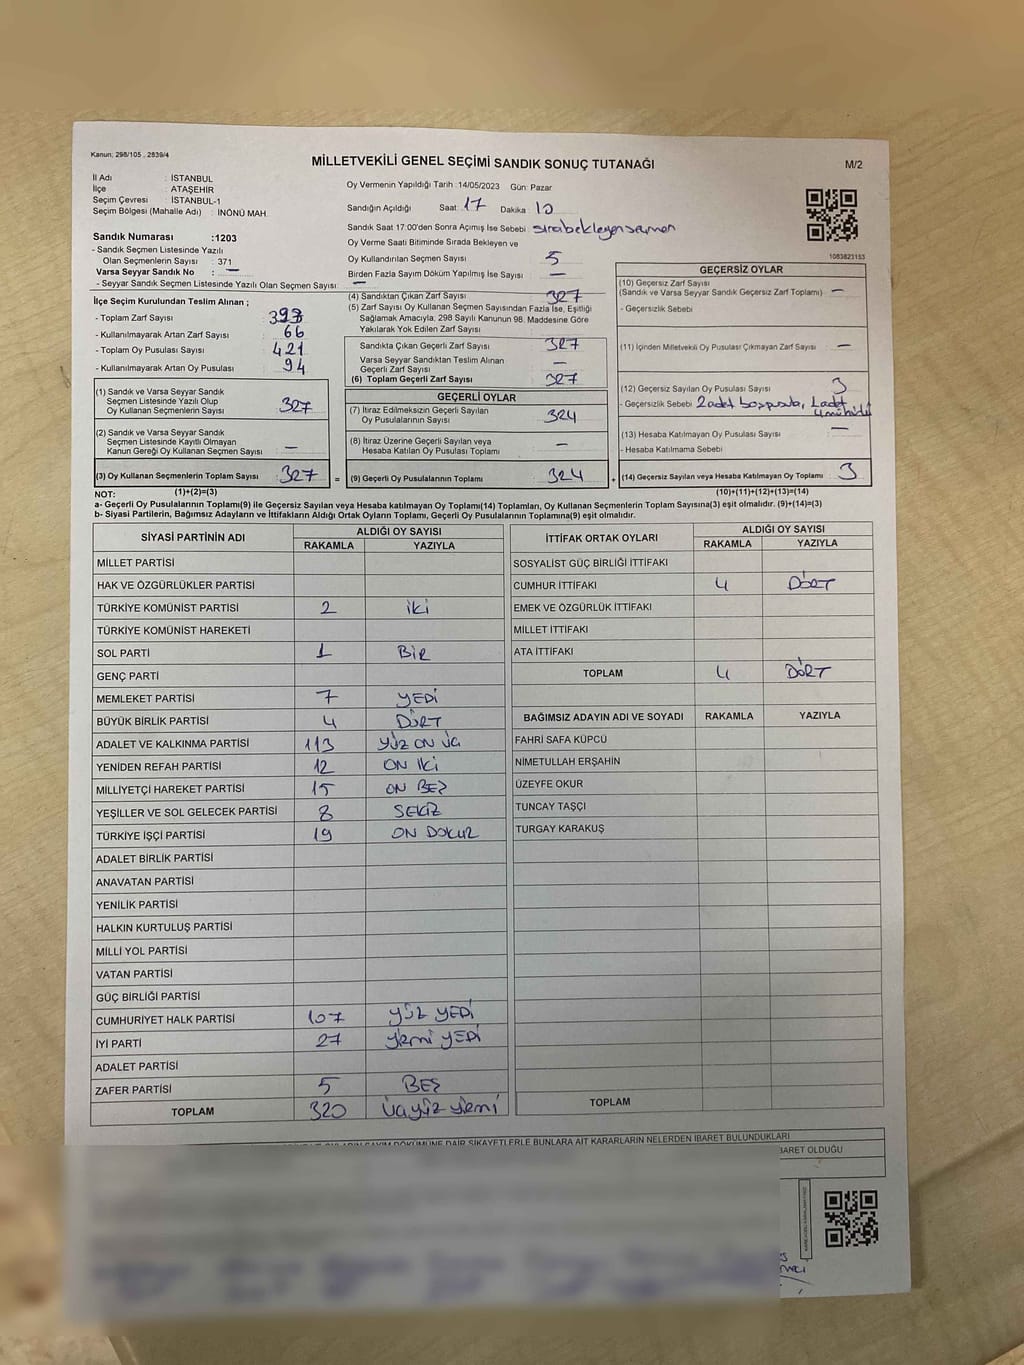 Kanun; 298/105 , 2839/4
MİLLETVEKİLİ GENEL SEÇİMİ SANDIK SONUÇ TUTANAĞI
M/2
İl Adı : İSTANBUL
İlçe : ATAŞEHİR
Seçim Çevresi : İSTANBUL-1
Seçim Bölgesi (Mahalle Adı) : İNÖNÜ MAH.
Sandık Numarası :1203
- Sandık Seçmen Listesinde Yazılı
Olan Seçmenlerin Sayısı : 371
Varsa Seyyar Sandık No : —
- Seyyar Sandık Seçmen Listesinde Yazılı Olan Seçmen Sayısı: —
Oy Vermenin Yapıldığı Tarih :14/05/2023 Gün: Pazar
Sandığın Açıldığı Saat: 17 Dakika: 10
Sandık Saat 17:00'den Sonra Açımış İse Sebebi : sıra bekleyen seçmen
Oy Verme Saati Bitiminde Sırada Bekleyen ve
Oy Kullandırılan Seçmen Sayısı 5
Birden Fazla Sayım Döküm Yapılmış İse Sayısı : —
1083823153
İlçe Seçim Kurulundan Teslim Alınan ;
- Toplam Zarf Sayısı : 393
- Kullanılmayarak Artan Zarf Sayısı : 66
- Toplam Oy Pusulası Sayısı : 421
- Kullanılmayarak Artan Oy Pusulası : 94
(1) Sandık ve Varsa Seyyar Sandık
Seçmen Listesinde Yazılı Olup
Oy Kullanan Seçmenlerin Sayısı : 327
(2) Sandık ve Varsa Seyyar Sandık
Seçmen Listesinde Kayıtlı Olmayan
Kanun Gereği Oy Kullanan Seçmen Sayısı : —
(3) Oy Kullanan Seçmenlerin Toplam Sayısı : 327 =
(4) Sandıktan Çıkan Zarf Sayısı 327
(5) Zarf Sayısı Oy Kullanan Seçmen Sayısından Fazla İse, Eşitliği
Sağlamak Amacıyla, 298 Sayılı Kanunun 98. Maddesine Göre
Yakılarak Yok Edilen Zarf Sayısı : —
Sandıkta Çıkan Geçerli Zarf Sayısı : 327
Varsa Seyyar Sandıktan Teslim Alınan
Geçerli Zarf Sayısı : —
(6) Toplam Geçerli Zarf Sayısı : 327
GEÇERLİ OYLAR
(7) İtiraz Edilmeksizin Geçerli Sayılan
Oy Pusulalarının Sayısı : 324
(8) İtiraz Üzerine Geçerli Sayılan veya
Hesaba Katılan Oy Pusulası Toplamı : —
(9) Geçerli Oy Pusulalarının Toplamı : 324 +
GEÇERSİZ OYLAR
(10) Geçersiz Zarf Sayısı
(Sandık ve Varsa Seyyar Sandık Geçersiz Zarf Toplamı) : —
- Geçersizlik Sebebi :
(11) İçinden Milletvekili Oy Pusulası Çıkmayan Zarf Sayısı : —
(12) Geçersiz Sayılan Oy Pusulası Sayısı : 3
- Geçersizlik Sebebi : 2 adet boş pusula, 1 adet
(13) Hesaba Katılmayan Oy Pusulası Sayısı : —
- Hesaba Katılmama Sebebi :
(14) Geçersiz Sayılan veya Hesaba Katılmayan Oy Toplamı : 3
NOT: (1)+(2)=(3) (10)+(11)+(12)+(13)=(14)
a- Geçerli Oy Pusulalarının Toplamı(9) ile Geçersiz Sayılan veya Hesaba Katılmayan Oy Toplamı(14) Toplamları, Oy Kullanan Seçmenlerin Toplam Sayısına(3) eşit olmalıdır. (9)+(14)=(3)
b- Siyasi Partilerin, Bağımsız Adayların ve İttifakların Aldığı Ortak Oyların Toplamı, Geçerli Oy Pusulalarının Toplamına(9) eşit olmalıdır.
SİYASİ PARTİNİN ADI ALDIĞI OY SAYISI
RAKAMLA YAZIYLA
MİLLET PARTİSİ
HAK VE ÖZGÜRLÜKLER PARTİSİ
TÜRKİYE KOMÜNİST PARTİSİ 2 İKİ
TÜRKİYE KOMÜNİST HAREKETİ
SOL PARTİ 1 BİR
GENÇ PARTİ
MEMLEKET PARTİSİ 7 YEDİ
BÜYÜK BİRLİK PARTİSİ 4 DÖRT
ADALET VE KALKINMA PARTİSİ 113 YÜZ ON ÜÇ
YENİDEN REFAH PARTİSİ 12 ON İKİ
MİLLİYETÇİ HAREKET PARTİSİ 15 ON BEŞ
YEŞİLLER VE SOL GELECEK PARTİSİ 8 SEKİZ
TÜRKİYE İŞÇİ PARTİSİ 19 ON DOKUZ
ADALET BİRLİK PARTİSİ
ANAVATAN PARTİSİ
YENİLİK PARTİSİ
HALKIN KURTULUŞ PARTİSİ
MİLLİ YOL PARTİSİ
VATAN PARTİSİ
GÜÇ BİRLİĞİ PARTİSİ
CUMHURİYET HALK PARTİSİ 107 YÜZ YEDİ
İYİ PARTİ 27 yirmi YEDİ
ADALET PARTİSİ
ZAFER PARTİSİ 5 BEŞ
TOPLAM 320 üçyüz yirmi
İTTİFAK ORTAK OYLARI ALDIĞI OY SAYISI
RAKAMLA YAZIYLA
SOSYALİST GÜÇ BİRLİĞİ İTTİFAKI
CUMHUR İTTİFAKI 4 DÖRT
EMEK VE ÖZGÜRLÜK İTTİFAKI
MİLLET İTTİFAKI
ATA İTTİFAKI
TOPLAM 4 DÖRT
BAĞIMSIZ ADAYIN ADI VE SOYADI RAKAMLA YAZIYLA
FAHRİ SAFA KÜPCÜ
NİMETULLAH ERŞAHİN
ÜZEYFE OKUR
TUNCAY TAŞÇI
TURGAY KARAKUŞ
TOPLAM
SAYIM DÖKÜMÜNE DAİR ŞİKAYETLERLE BUNLARA AİT KARARLARIN NELERDEN İBARET BULUNDUKLARI
İBARET OLDUĞU